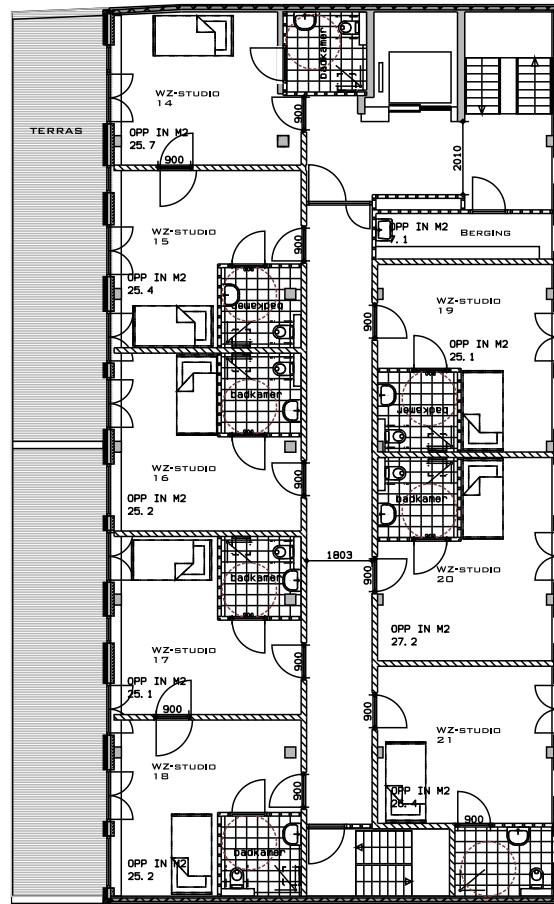 badkamer
WZ-STUDIO
14
TERRAS
OPP IN M2
25.7
900
900
2010
WZ-STUDIO
15
900
OPP IN M2
7.1
BERGING
OPP IN M2
25.4
badkamer
WZ-STUDIO
19
900
OPP IN M2
25.1
badkamer
badkamer
WZ-STUDIO
16
900
OPP IN M2
25.2
badkamer
1803
badkamer
900
WZ-STUDIO
20
OPP IN M2
27.2
WZ-STUDIO
17
900
OPP IN M2
25.1
900
900
WZ-STUDIO
21
WZ-STUDIO
18
900
OPP IN M2
26.4
900
badkamer
OPP IN M2
25.2